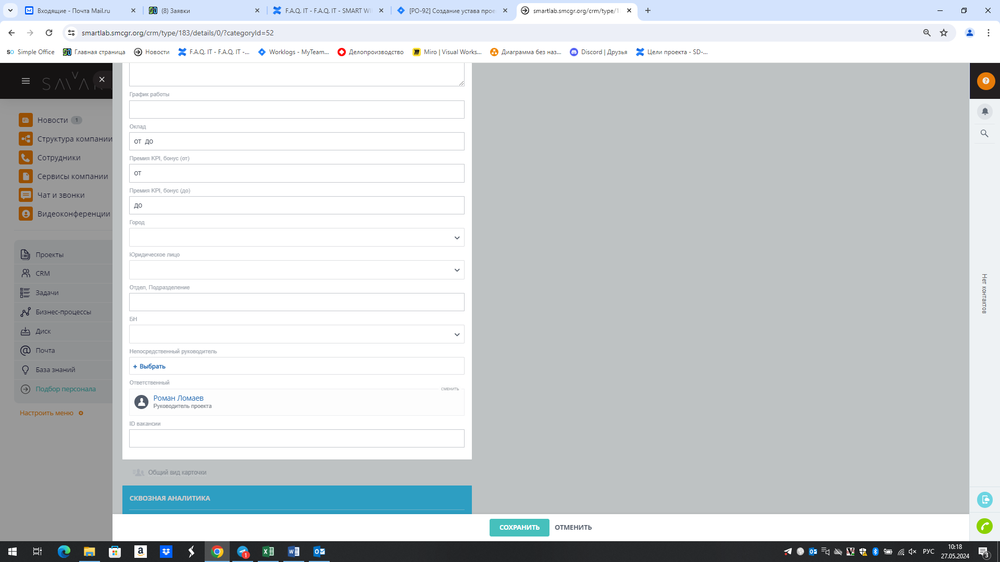 Входящие - Почта Mail.ru
(8) Заявки
F.A.Q. IT - F.A.Q. IT - SMART WI
[PO-92] Создание устава прое
smartlab.smcgr.org/crm/type/1
smartlab.smcgr.org/crm/type/183/details/0/?categoryId=52
Simple Office
Главная страница
Новости
F.A.Q. IT - F.A.Q. IT -...
Worklogs - MyTeam...
Делопроизводство
Miro | Visual Works...
Диаграмма без наз...
Discord | Друзья
Цели проекта - SD-...
Новости 1
Структура компании
Сотрудники
Сервисы компании
Чат и звонки
Видеоконференции
Проекты
CRM
Задачи
Бизнес-процессы
Диск
Почта
База знаний
Подбор персонала
Настроить меню
График работы
Оклад
от до
Премия KPI, бонус (от)
от
Премия KPI, бонус (до)
до
Город
Юридическое лицо
Отдел, Подразделение
БН
Непосредственный руководитель
+ Выбрать
Ответственный
СМЕНИТЬ
Роман Ломаев
Руководитель проекта
ID вакансии
Общий вид карточки
СКВОЗНАЯ АНАЛИТИКА
СОХРАНИТЬ
ОТМЕНИТЬ
Нет контактов
1
РУС
10:18
27.05.2024
3